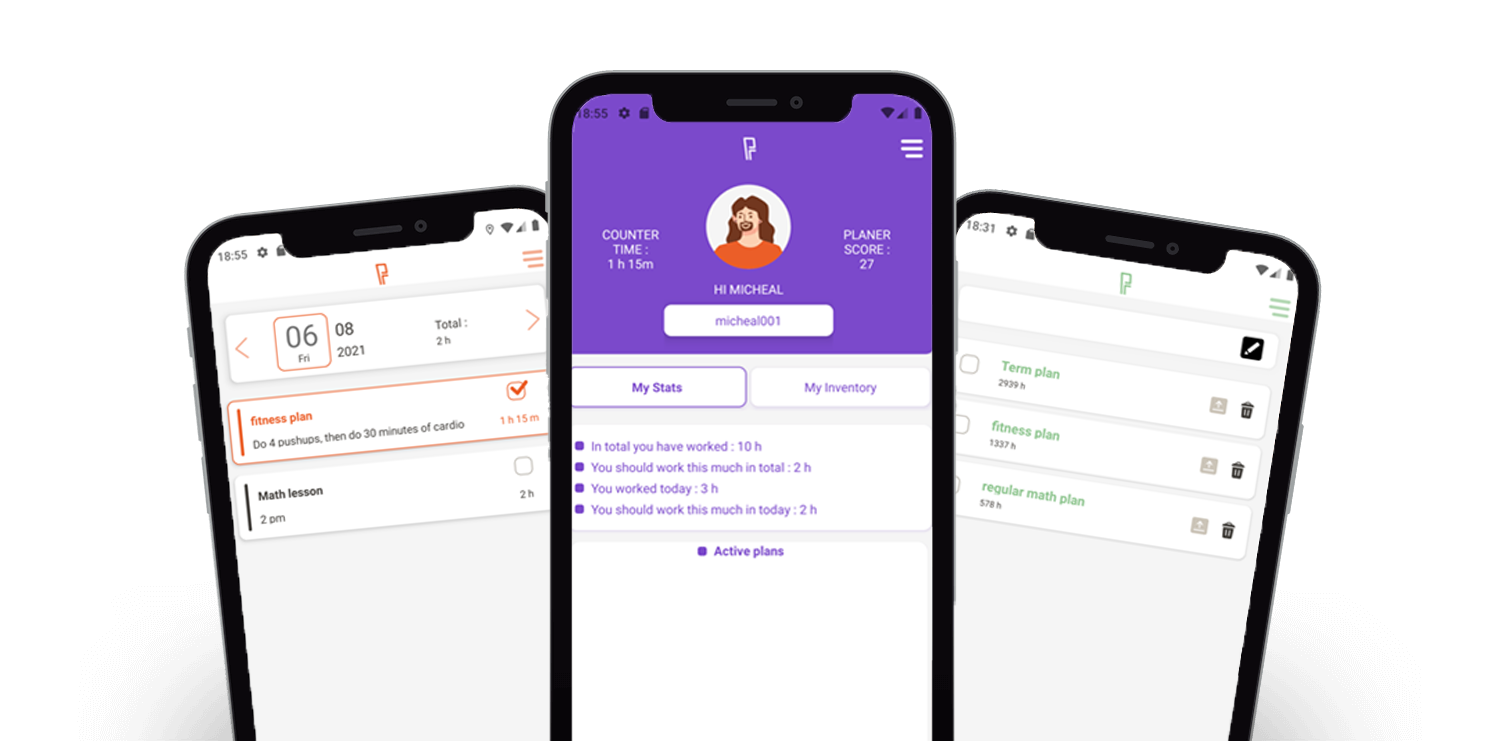 18:55
06
Fri
08
2021
Total :
2 h
fitness plan
Do 4 pushups, then do 30 minutes of cardio
1 h 15 m
Math lesson
2 pm
2 h
18:55
COUNTER
TIME :
1 h 15m
PLANER
SCORE :
27
HI MICHEAL
micheal001
My Stats
My Inventory
In total you have worked : 10 h
You should work this much in total : 2 h
You worked today : 3 h
You should work this much in today : 2 h
Active plans
18:31
Term plan
2939 h
fitness plan
1337 h
regular math plan
578 h